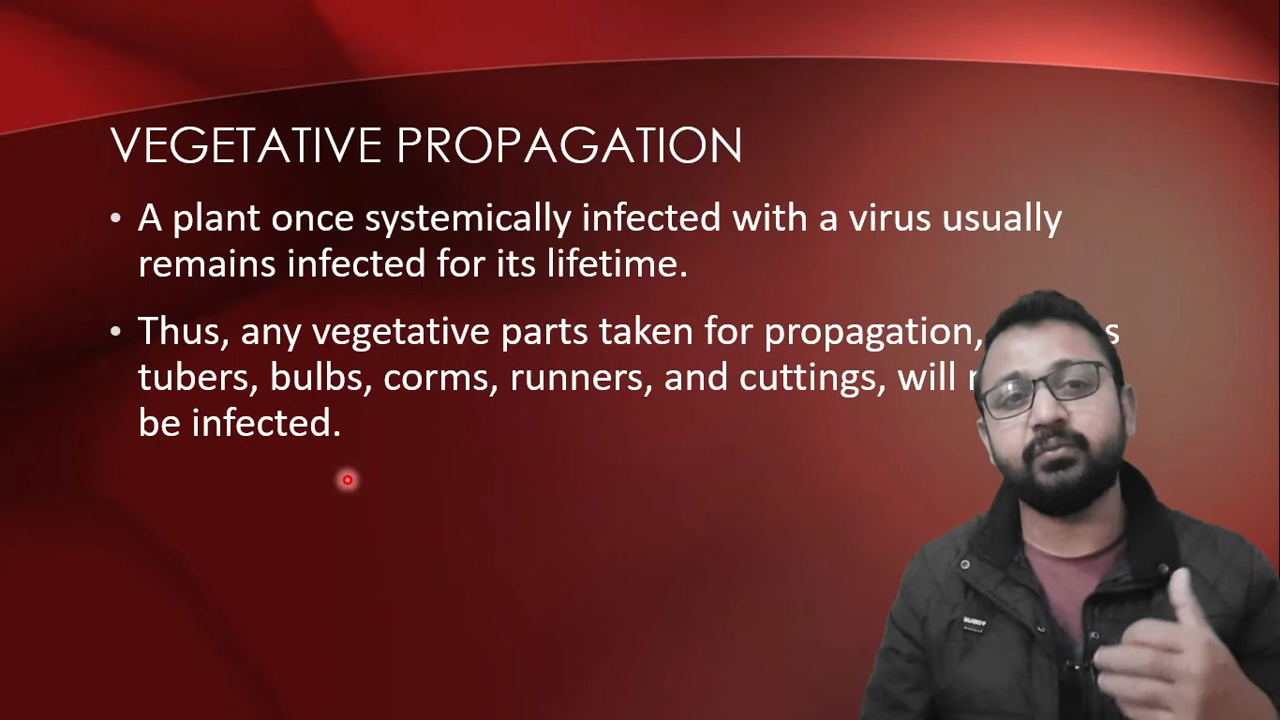 VEGETATIVE PROPAGATION
• A plant once systemically infected with a virus usually
remains infected for its lifetime.
• Thus, any vegetative parts taken for propagation,
tubers, bulbs, corms, runners, and cuttings, will
be infected.